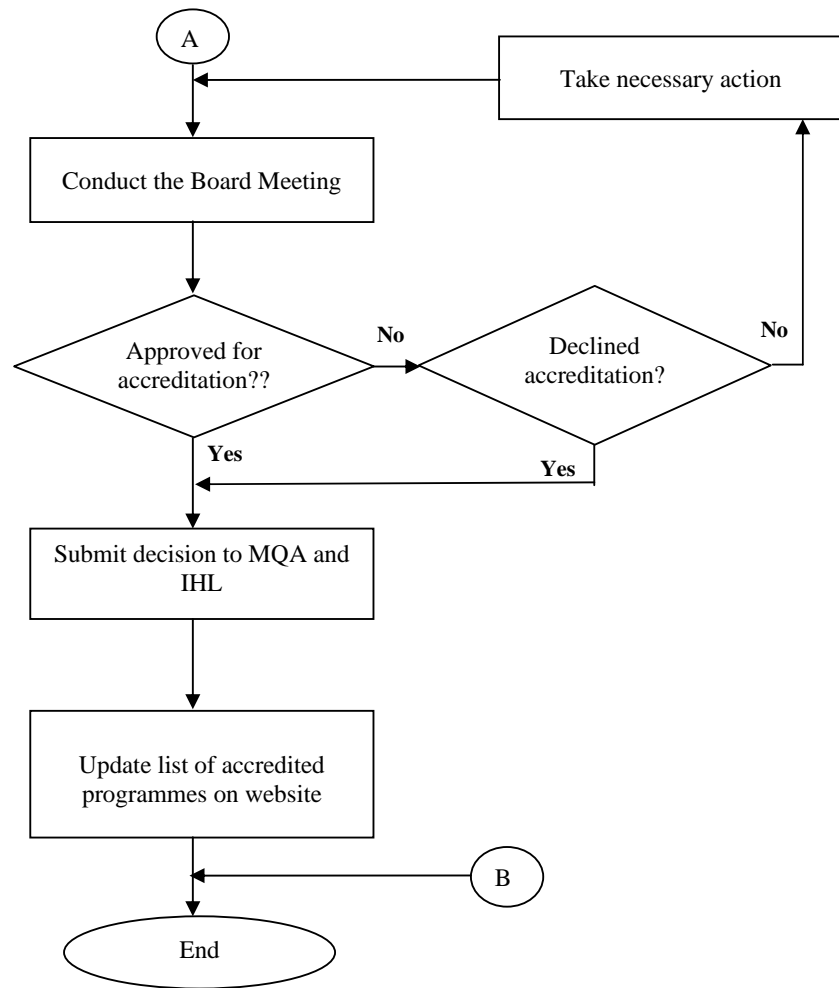 A
Take necessary action
Conduct the Board Meeting
Approved for
accreditation??
No
Declined
accreditation?
No
Yes
Yes
Submit decision to MQA and
IHL
Update list of accredited
programmes on website
B
End